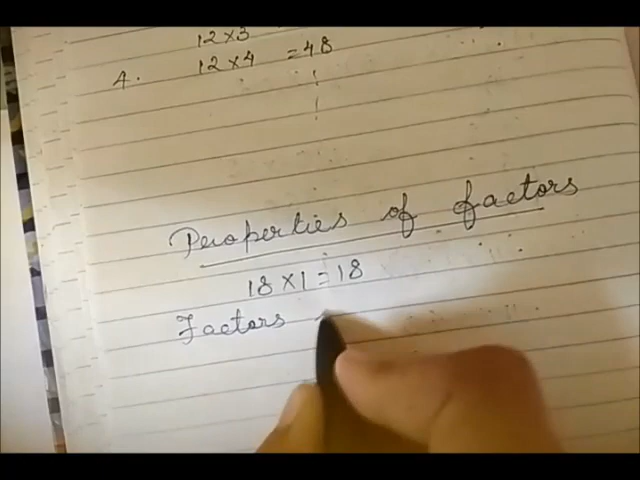 12×3
4. 12×4 =48
Properties of factors
18×1=18
Factors